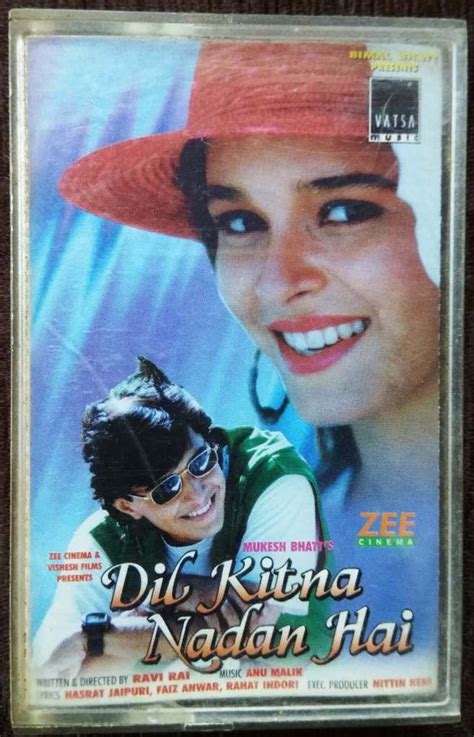 BIMAL BHATT
PRESENTS
VATSA
MUSIC
ZEE
CINEMA
MUKESH BHATT'S
ZEE CINEMA &
VISHESH FILMS
PRESENTS
Dil Kitna
Nadan Hai
WRITTEN & DIRECTED BY RAVI RAI MUSIC ANU MALIK
LYRICS HASRAT JAIPURI, FAIZ ANWAR, RAHAT INDORI EXEC. PRODUCER NITTIN KENI